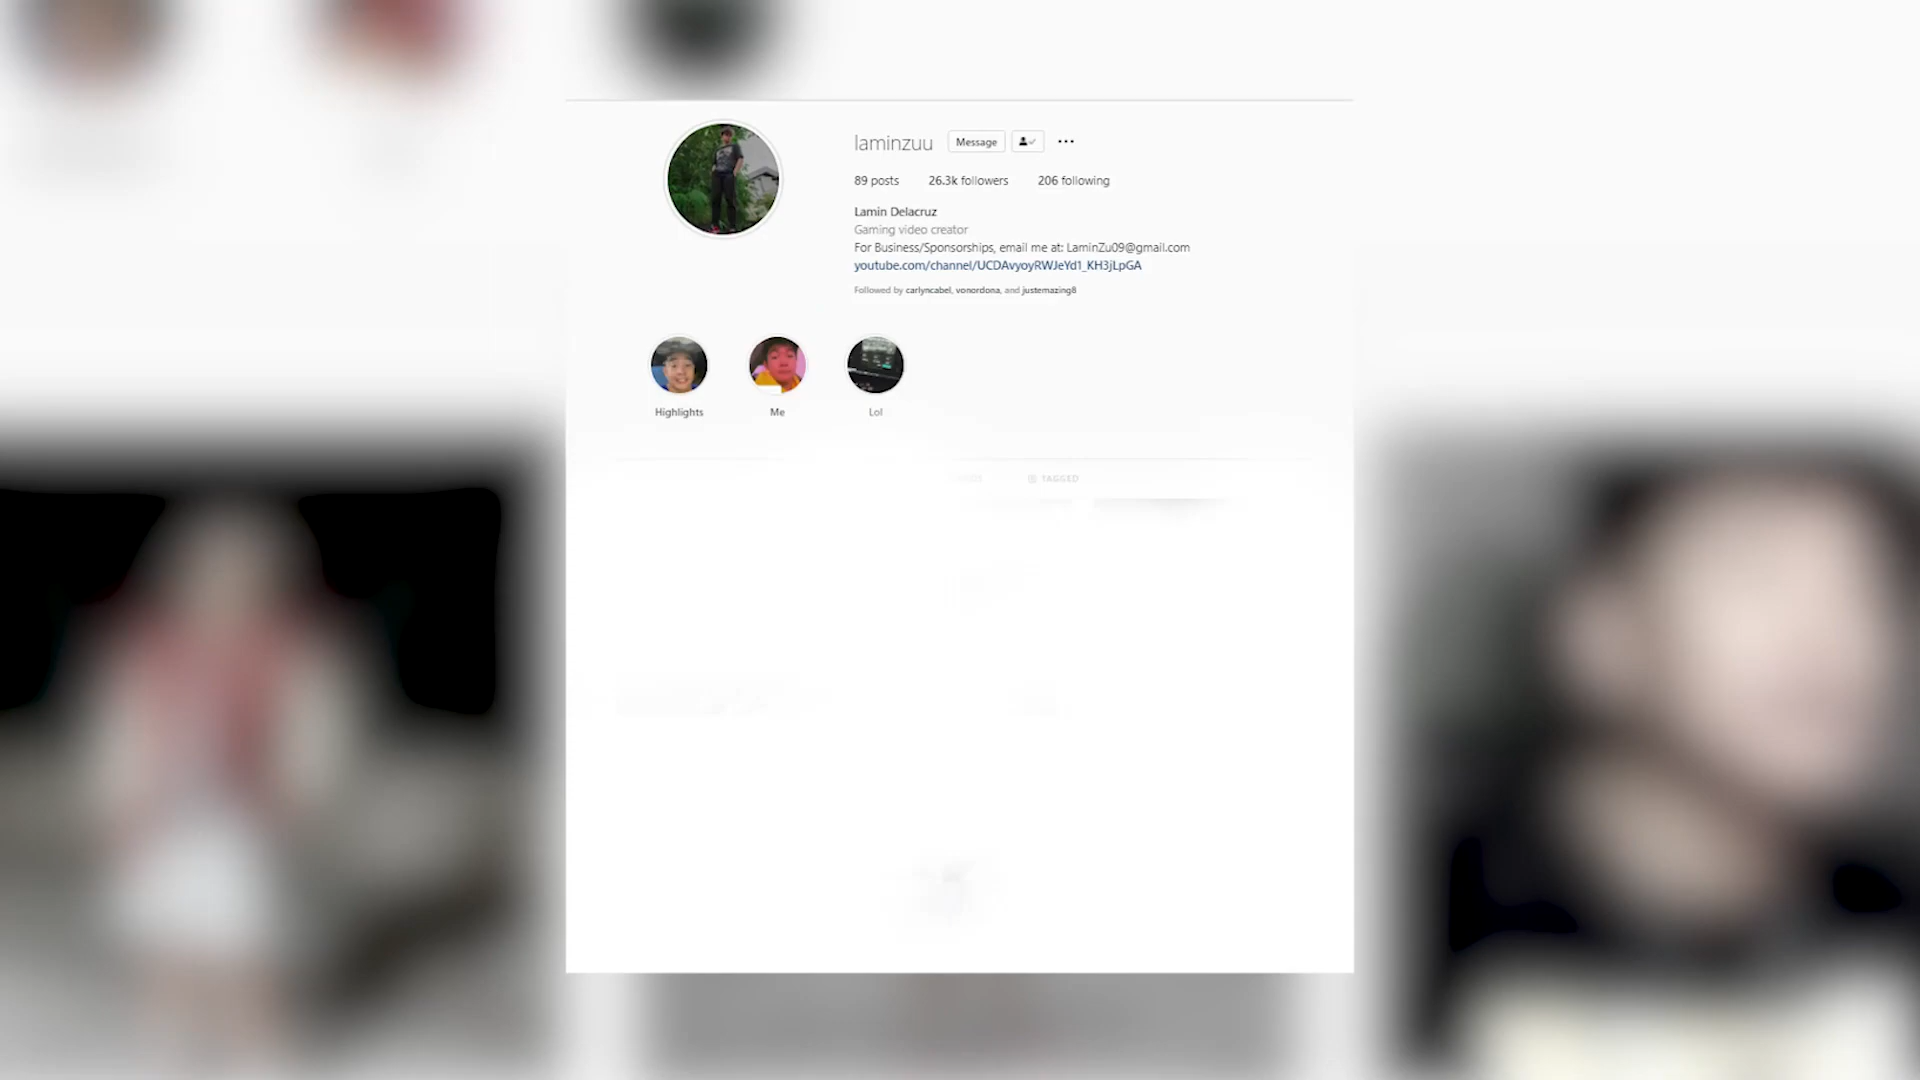 laminzuu Message
89 posts 26.3k followers 206 following
Lamin Delacruz
Gaming video creator
For Business/Sponsorships, email me at: LaminZu09@gmail.com
youtube.com/channel/UCDAvyoyRWJeYd1_KH3jLpGA
Followed by carlyncabel, vonordona, and justemazing8
Highlights Me Lol
TAGGED